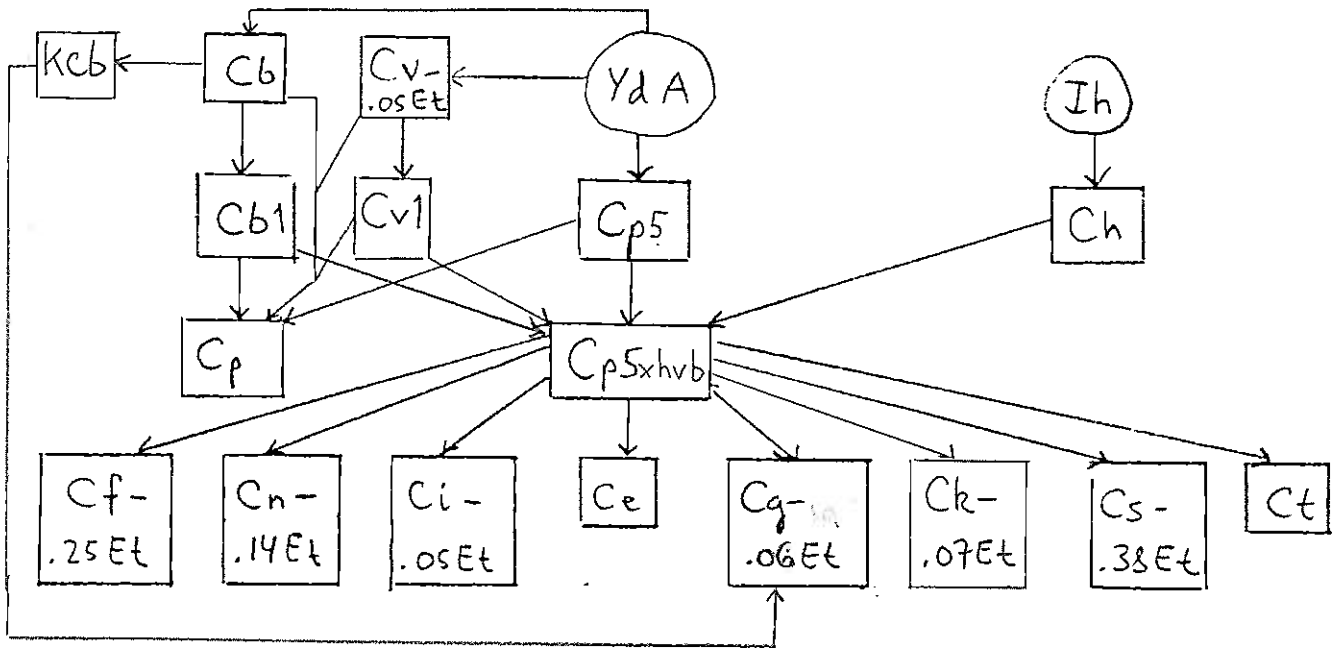 Kcb
Cb
Cv-
.05Et
YdA
Ih
Cb1
Cv1
Cp5
Ch
Cp
Cp5xhvb
Cf-
.25Et
Cn-
.14Et
Ci-
.05Et
Ce
Cg-
.06Et
Ck-
.07Et
Cs-
.38Et
Ct